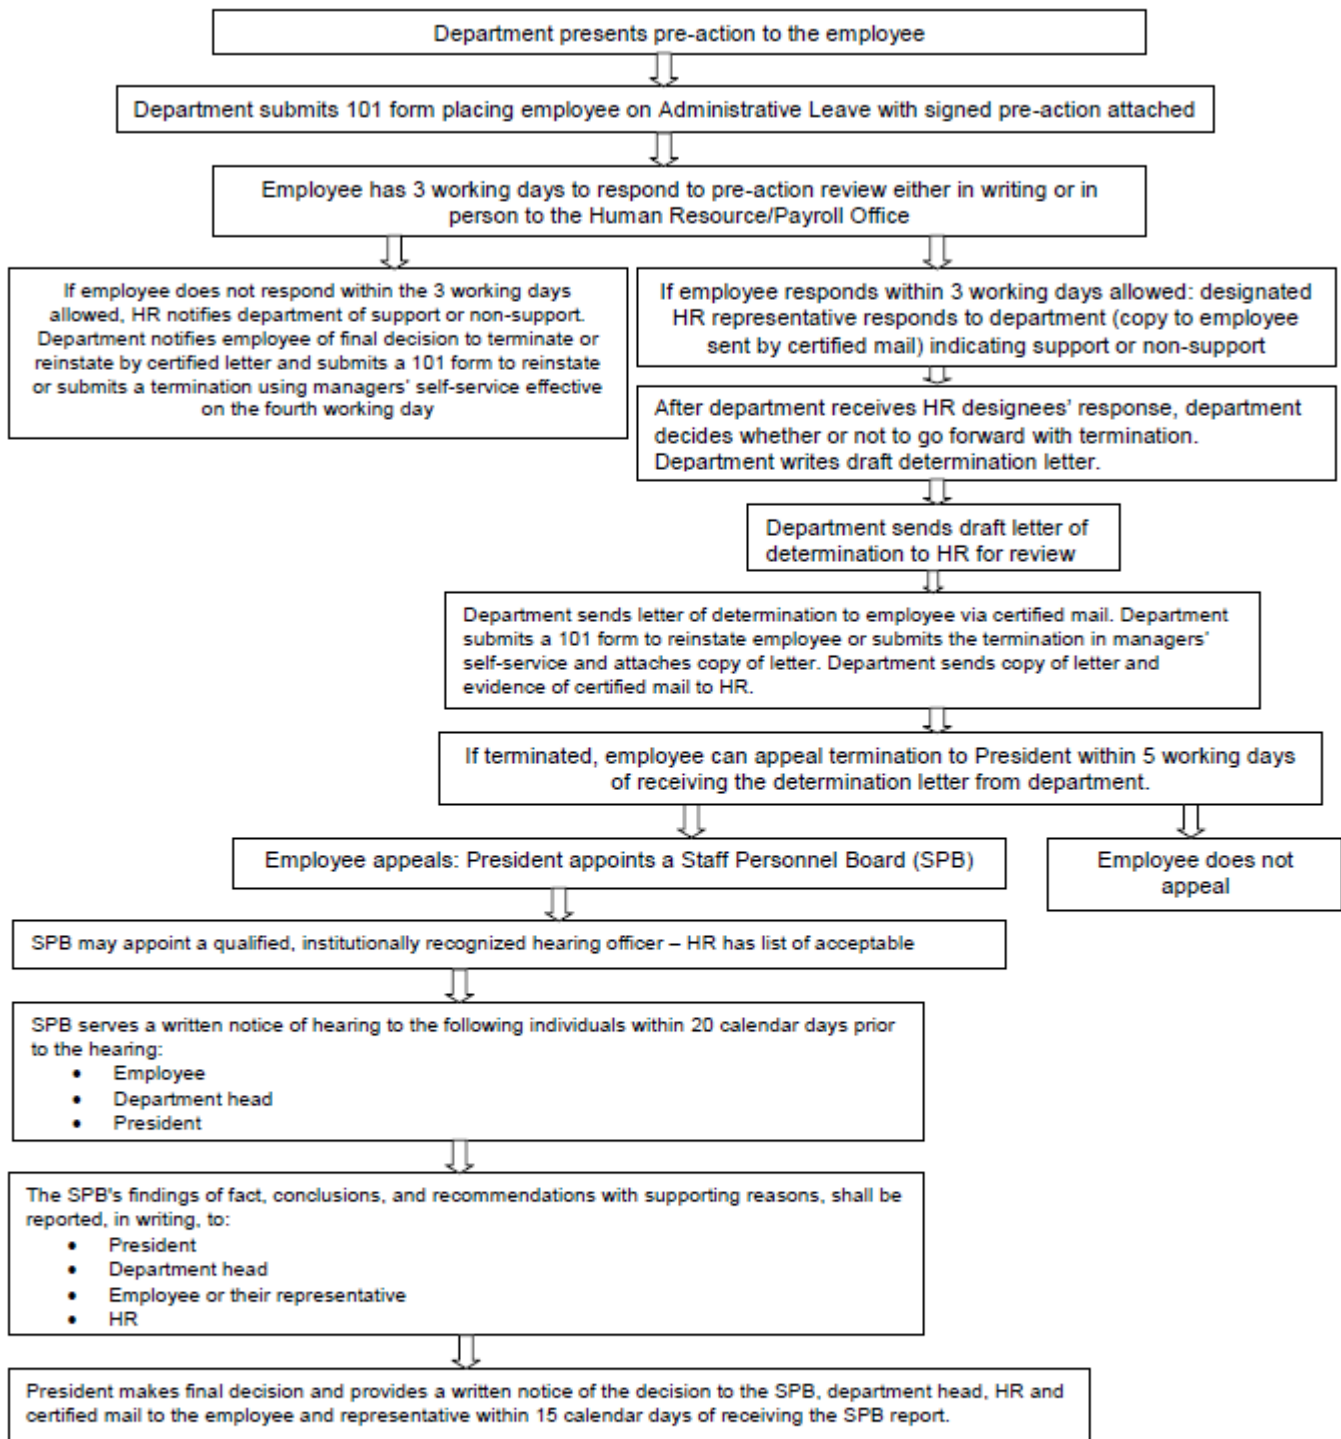 Department presents pre-action to the employee
Department submits 101 form placing employee on Administrative Leave with signed pre-action attached
Employee has 3 working days to respond to pre-action review either in writing or in
person to the Human Resource/Payroll Office
If employee does not respond within the 3 working days
allowed, HR notifies department of support or non-support.
Department notifies employee of final decision to terminate or
reinstate by certified letter and submits a 101 form to reinstate
or submits a termination using managers' self-service effective
on the fourth working day
If employee responds within 3 working days allowed: designated
HR representative responds to department (copy to employee
sent by certified mail) indicating support or non-support
After department receives HR designees' response, department
decides whether or not to go forward with termination.
Department writes draft determination letter.
Department sends draft letter of
determination to HR for review
Department sends letter of determination to employee via certified mail. Department
submits a 101 form to reinstate employee or submits the termination in managers'
self-service and attaches copy of letter. Department sends copy of letter and
evidence of certified mail to HR.
If terminated, employee can appeal termination to President within 5 working days
of receiving the determination letter from department.
Employee appeals: President appoints a Staff Personnel Board (SPB)
Employee does not
appeal
SPB may appoint a qualified, institutionally recognized hearing officer – HR has list of acceptable
SPB serves a written notice of hearing to the following individuals within 20 calendar days prior
to the hearing:
• Employee
• Department head
• President
The SPB's findings of fact, conclusions, and recommendations with supporting reasons, shall be
reported, in writing, to:
• President
• Department head
• Employee or their representative
• HR
President makes final decision and provides a written notice of the decision to the SPB, department head, HR and
certified mail to the employee and representative within 15 calendar days of receiving the SPB report.